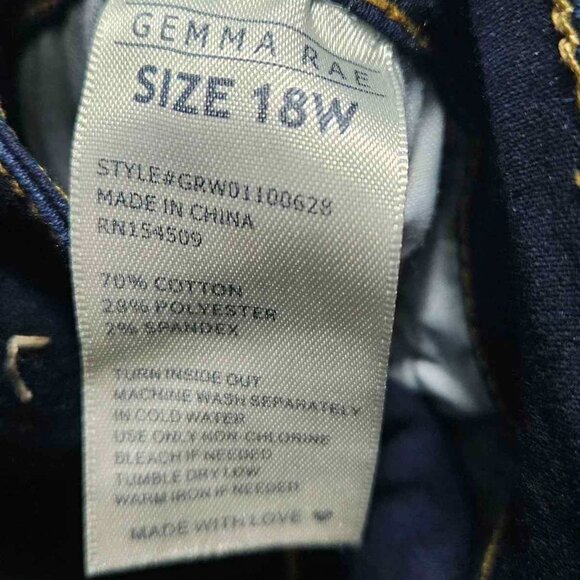 GEMMA RAE
SIZE 18W
STYLE#GRW01100628
MADE IN CHINA
RN154509
70% COTTON
28% POLYESTER
2% SPANDEX
TURN INSIDE OUT
MACHINE WASH SEPARATELY
IN COLD WATER
USE ONLY NON-CHLORINE
BLEACH IF NEEDED
TUMBLE DRY LOW
WARM IRON IF NEEDED
MADE WITH LOVE ♥